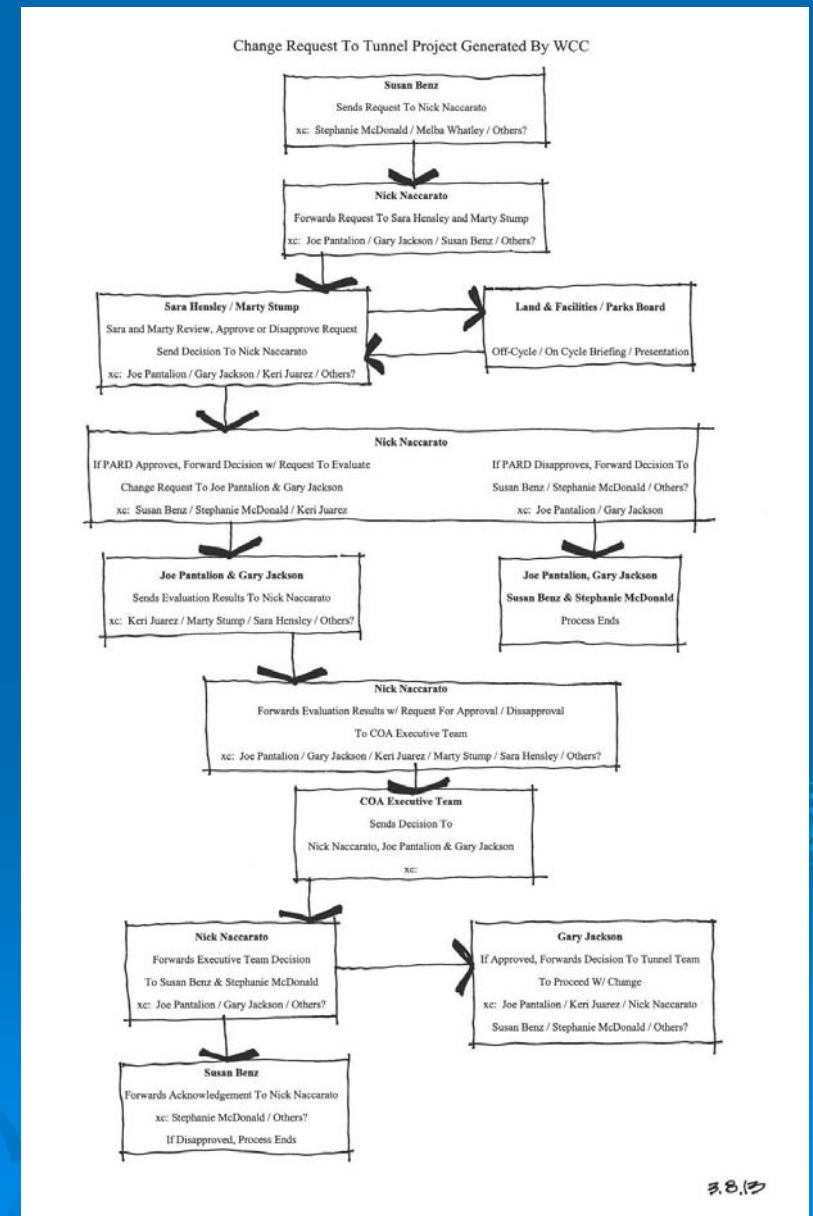 Change Request To Tunnel Project Generated By WCC
Susan Benz
Sends Request To Nick Naccarato
xc: Stephanie McDonald / Melba Whatley / Others?
Nick Naccarato
Forwards Request To Sara Hensley and Marty Stump
xc: Joe Pantalion / Gary Jackson / Susan Benz / Others?
Sara Hensley / Marty Stump
Sara and Marty Review, Approve or Disapprove Request
Send Decision To Nick Naccarato
xc: Joe Pantalion / Gary Jackson / Keri Juarez / Others?
Land & Facilities / Parks Board
Off-Cycle / On Cycle Briefing / Presentation
Nick Naccarato
If PARD Approves, Forward Decision w/ Request To Evaluate
Change Request To Joe Pantalion & Gary Jackson
xc: Susan Benz / Stephanie McDonald / Keri Juarez
If PARD Disapproves, Forward Decision To
Susan Benz / Stephanie McDonald / Others?
xc: Joe Pantalion / Gary Jackson
Joe Pantalion & Gary Jackson
Sends Evaluation Results To Nick Naccarato
xc: Keri Juarez / Marty Stump / Sara Hensley / Others?
Joe Pantalion, Gary Jackson
Susan Benz & Stephanie McDonald
Process Ends
Nick Naccarato
Forwards Evaluation Results w/ Request For Approval / Dissapproval
To COA Executive Team
xc: Joe Pantalion / Gary Jackson / Keri Juarez / Marty Stump / Sara Hensley / Others?
COA Executive Team
Sends Decision To
Nick Naccarato, Joe Pantalion & Gary Jackson
xc:
Nick Naccarato
Forwards Executive Team Decision
To Susan Benz & Stephanie McDonald
xc: Joe Pantalion / Gary Jackson / Others?
Gary Jackson
If Approved, Forwards Decision To Tunnel Team
To Proceed W/ Change
xc: Joe Pantalion / Keri Juarez / Nick Naccarato
Susan Benz / Stephanie McDonald / Others?
Susan Benz
Forwards Acknowledgement To Nick Naccarato
xc: Stephanie McDonald / Others?
If Disapproved, Process Ends
3.8.13